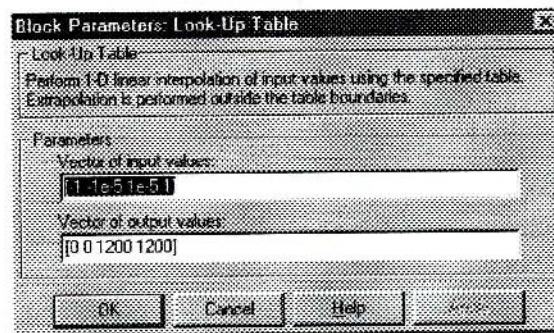 Block Parameters: Look-Up Table
Look-Up Table
Perform 1-D linear interpolation of input values using the specified table.
Extrapolation is performed outside the table boundaries.
Parameters
Vector of input values:
[-1 -1e-5 1e-5 1]
Vector of output values:
[0 0 1200 1200]
OK
Cancel
Help